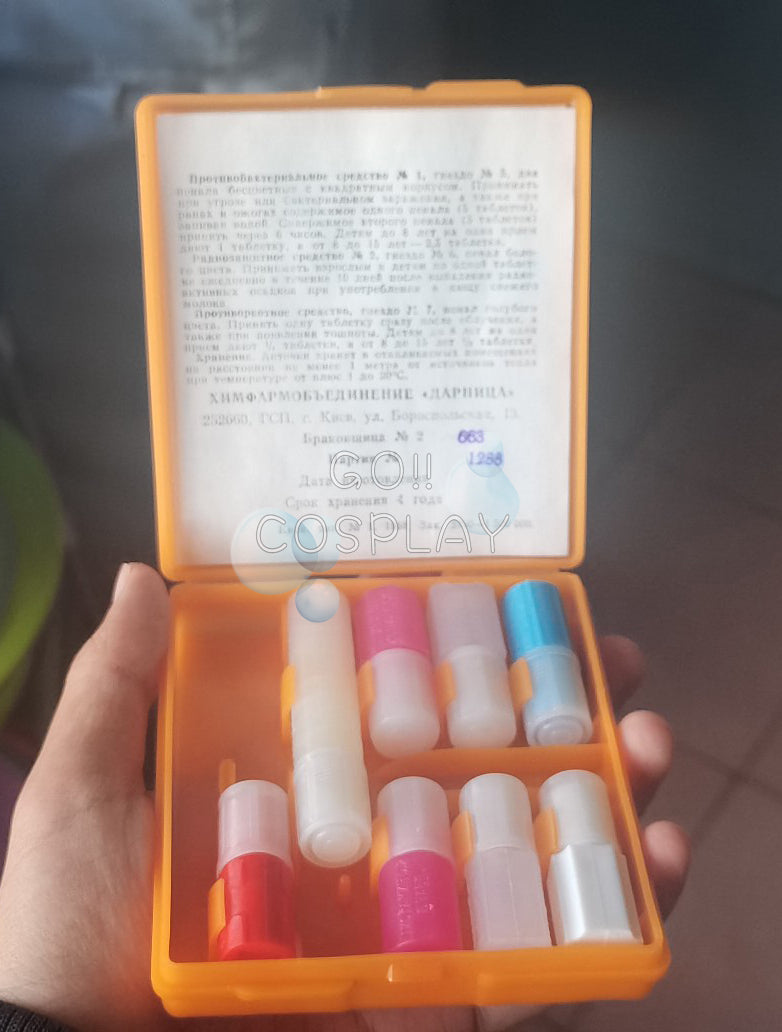 Противобактериальное средство № 1, гнездо № 5, два
пенала бесцветных с квадратным корпусом. Принимать
при угрозе или бактериальном заражении, а также при
ранах и ожогах содержимое одного пенала (5 таблеток),
запивая водой. Содержимое второго пенала (5 таблеток)
принять через 6 часов. Детям до 8 лет на один прием
дают 1 таблетку, а от 8 до 15 лет — 2,5 таблетки.
Радиозащитное средство № 2, гнездо № 6, пенал бело-
го цвета. Принимать взрослым и детям по одной таблет-
ке ежедневно в течение 10 дней после выпадения радио-
активных осадков при употреблении в пищу свежего
молока.
Противорвотное средство, гнездо № 7, пенал голубого
цвета. Принять одну таблетку сразу после облучения, а
также при появлении тошноты. Детям до 8 лет на один
прием дают таблетки, а от 8 до 15 лет ½ таблетки.
Хранение. Аптечки хранят в отапливаемых помещениях
на расстоянии не менее 1 метра от источников тепла
при температуре от плюс 1 до 20°С.
ХИМФАРМОБЪЕДИНЕНИЕ «ДАРНИЦА»
252660, ГСП, г. Киев, ул. Бориспольская, 13.
Браковщица № 2 663
Партия № 1288
Дата изготовления
Срок хранения 4 года
GO!!
COSPLAY